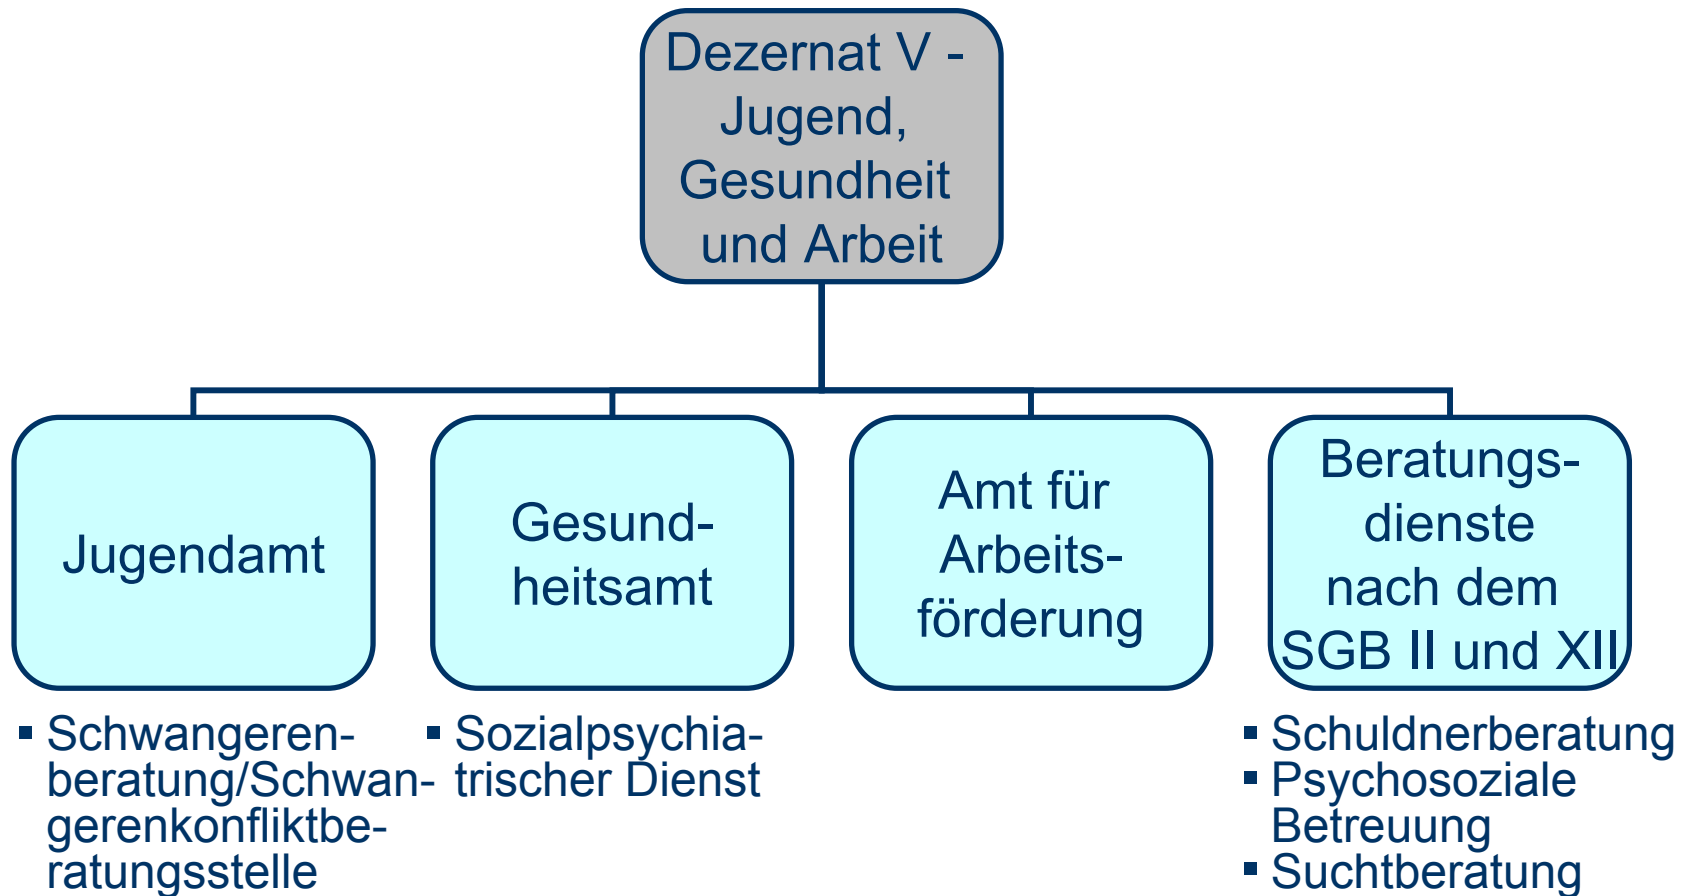 Dezernat V -
Jugend,
Gesundheit
und Arbeit
Jugendamt
Gesund-
heitsamt
Amt für
Arbeits-
förderung
Beratungs-
dienste
nach dem
SGB II und XII
▪ Schwangeren-
beratung/Schwan-
gerenkonfliktbe-
ratungsstelle
▪ Sozialpsychia-
trischer Dienst
▪ Schuldnerberatung
▪ Psychosoziale
Betreuung
▪ Suchtberatung